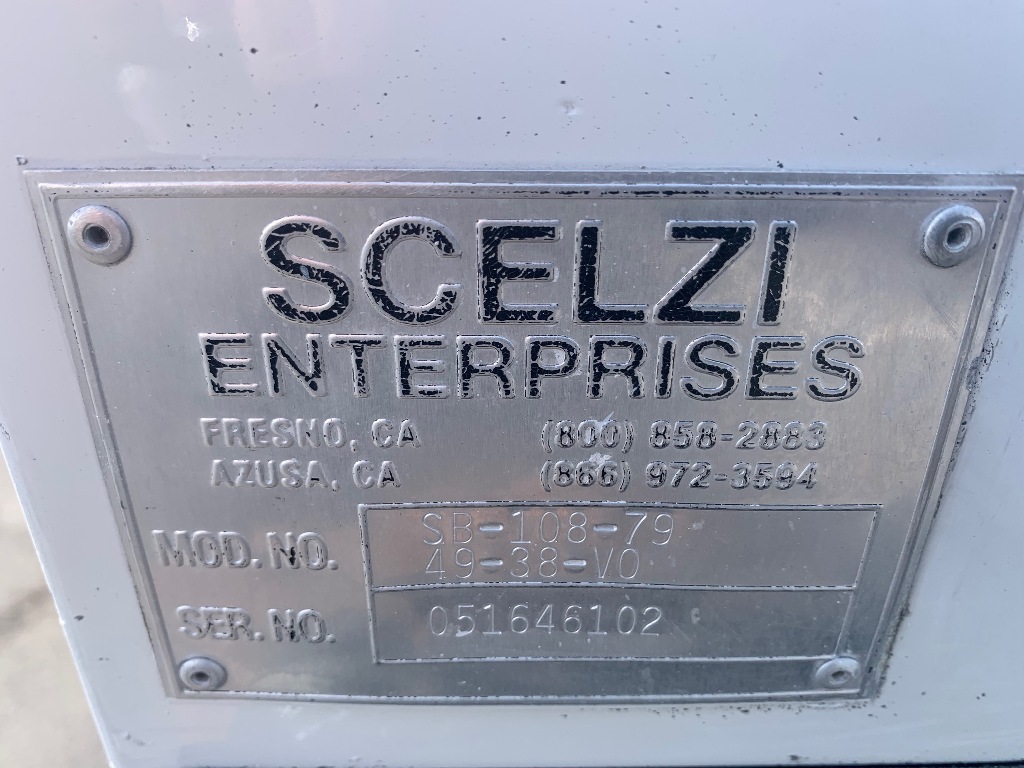 SCELZI
ENTERPRISES
FRESNO, CA (800) 858-2883
AZUSA, CA (866) 972-3594
MOD. NO. SB-108-79
49-38-VO
SER. NO. 051646102